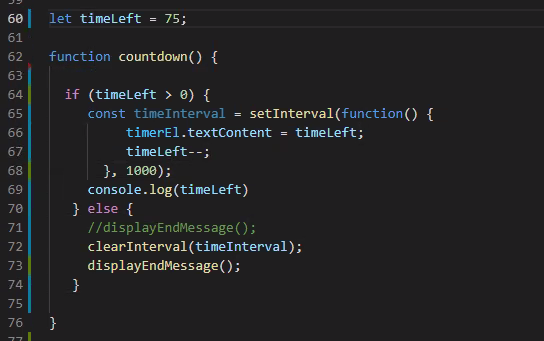 60 let timeLeft = 75;
61
62 function countdown() {
63
64 if (timeLeft > 0) {
65 const timeInterval = setInterval(function() {
66 timerEl.textContent = timeLeft;
67 timeLeft--;
68 }, 1000);
69 console.log(timeLeft)
70 } else {
71 //displayEndMessage();
72 clearInterval(timeInterval);
73 displayEndMessage();
74 }
75
76 }